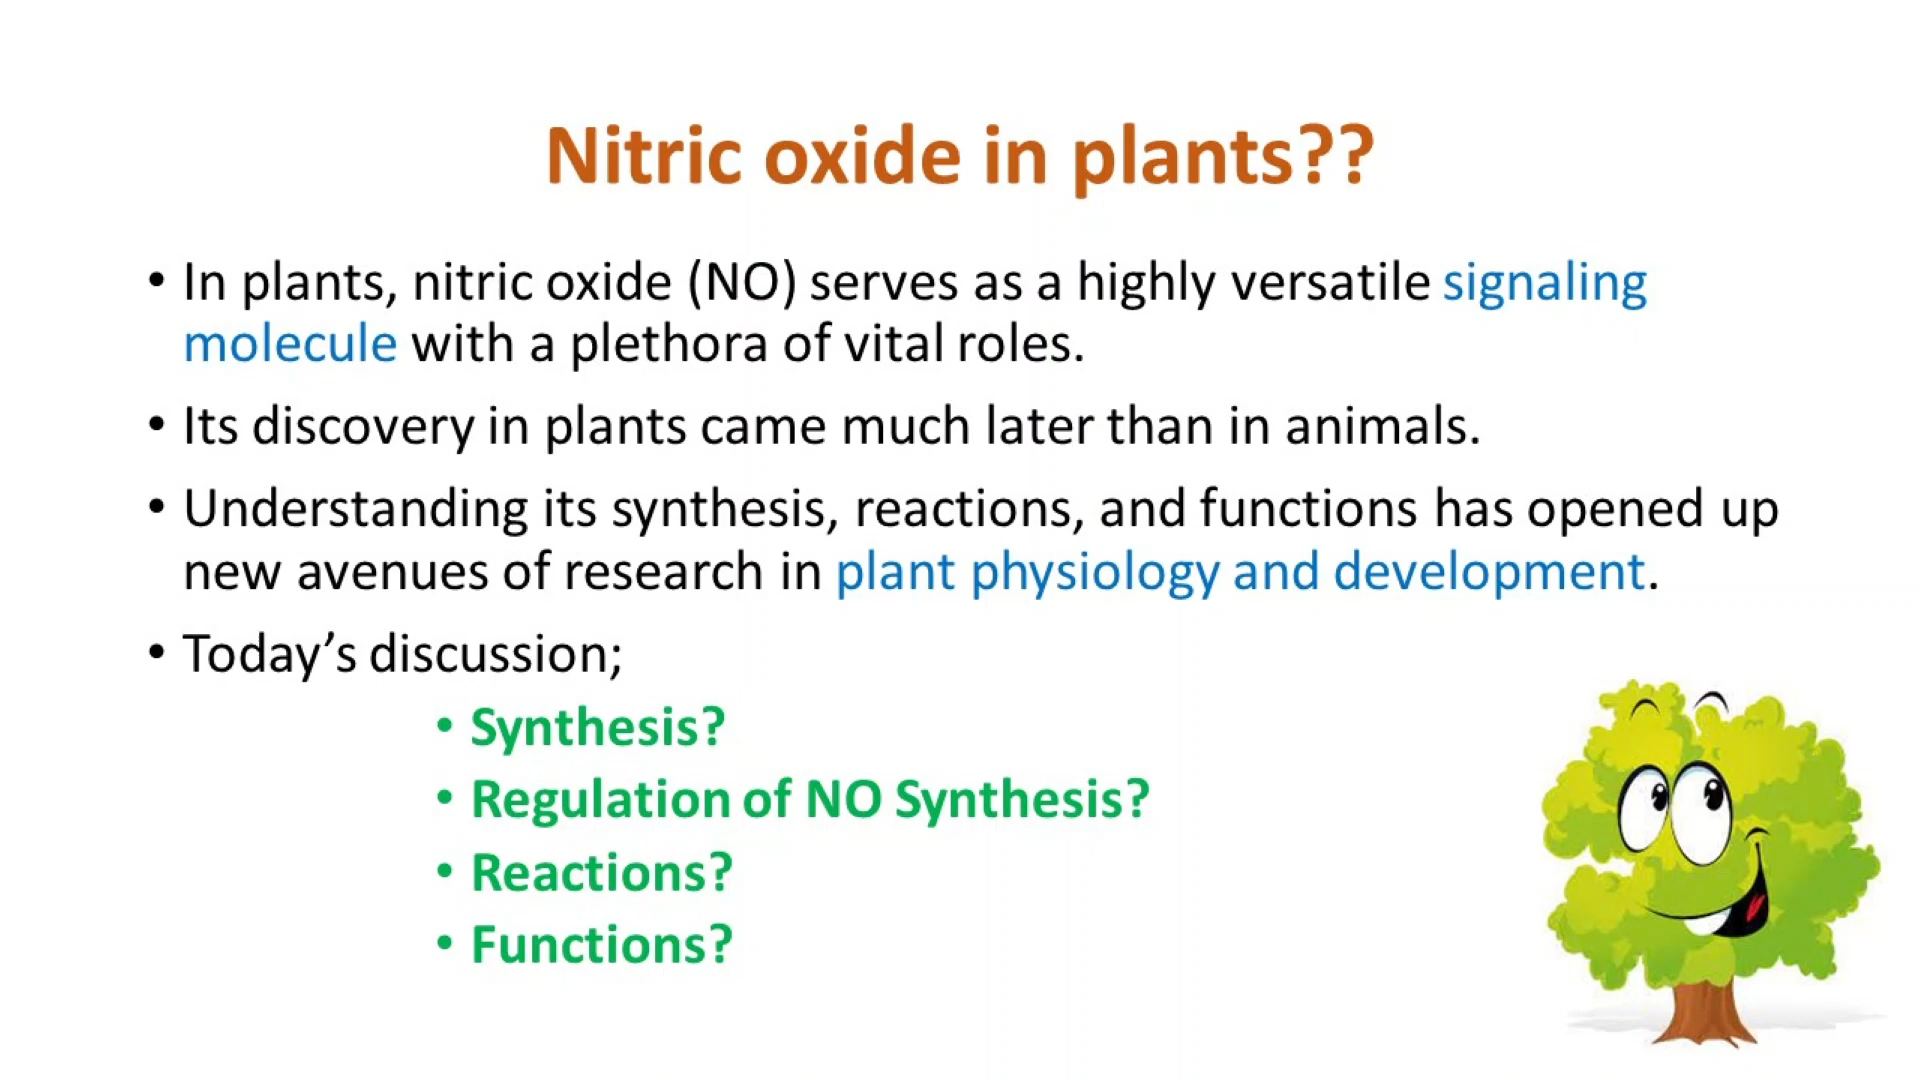 Nitric oxide in plants??
• In plants, nitric oxide (NO) serves as a highly versatile signaling
molecule with a plethora of vital roles.
• Its discovery in plants came much later than in animals.
• Understanding its synthesis, reactions, and functions has opened up
new avenues of research in plant physiology and development.
• Today’s discussion;
• Synthesis?
• Regulation of NO Synthesis?
• Reactions?
• Functions?